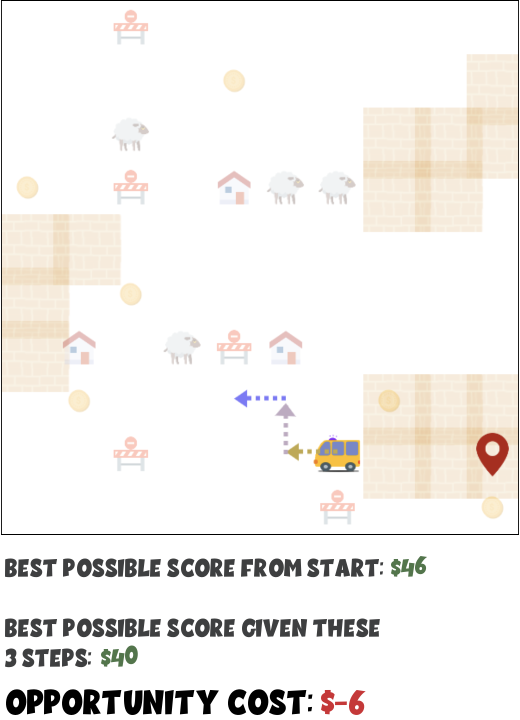 BEST POSSIBLE SCORE FROM START: $46
BEST POSSIBLE SCORE GIVEN THESE
3 STEPS: $40
OPPORTUNITY COST: $-6